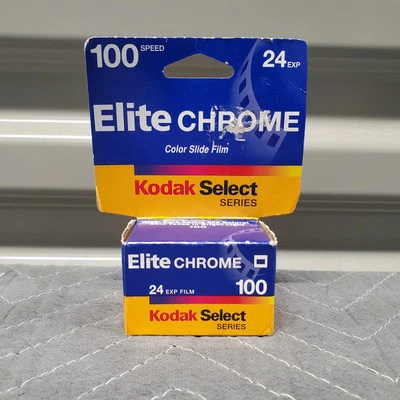 100 SPEED
24 EXP
Elite CHROME
Color Slide Film
Kodak Select
SERIES
100
Elite CHROME
24 EXP FILM
100
Kodak Select
SERIES